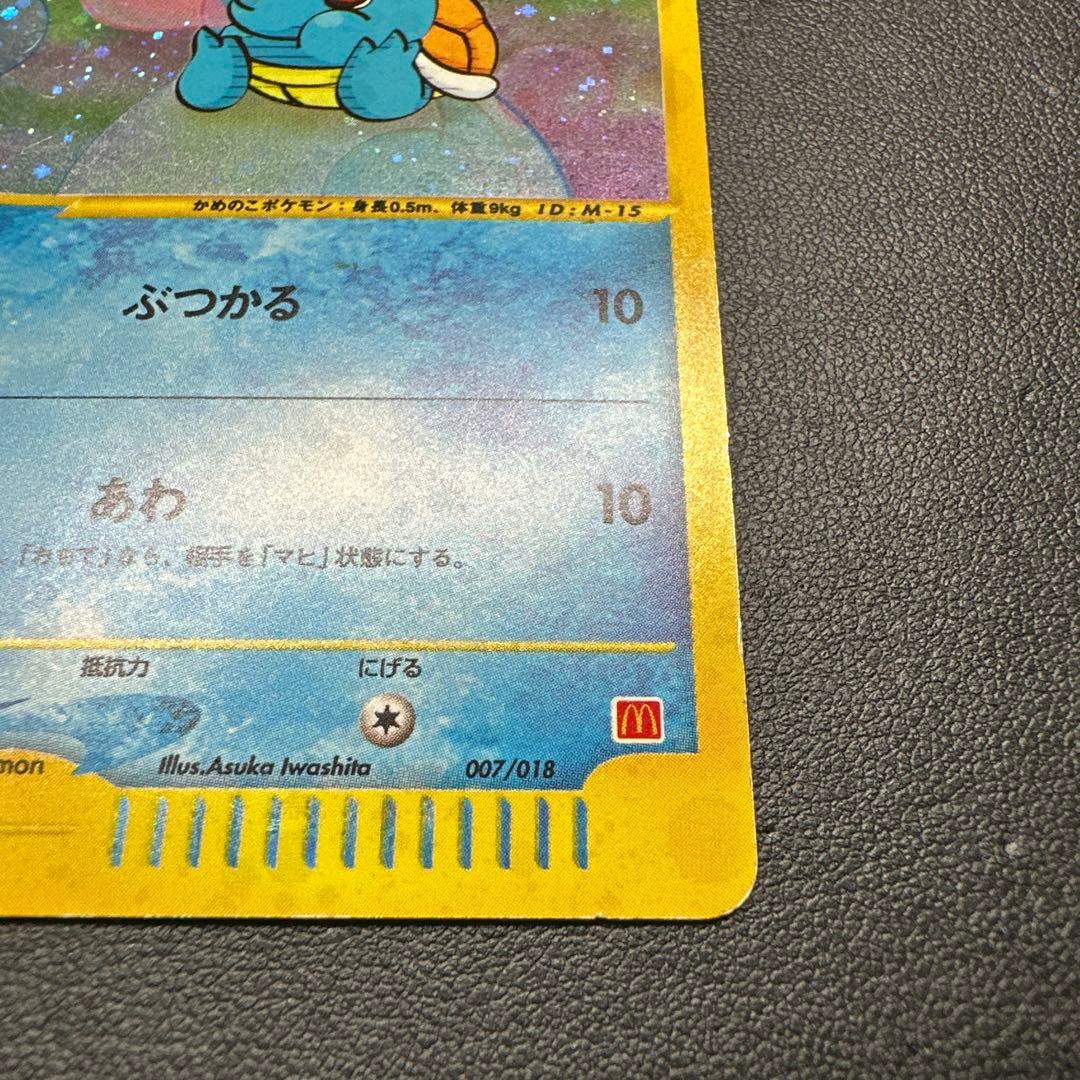 かめのこポケモン：身長0.5m、体重9kg ID:M-15
ぶつかる 10
あわ 10
「おもて」なら、相手を「マヒ」状態にする。
抵抗力 にげる
mon Illus.Asuka Iwashita 007/018